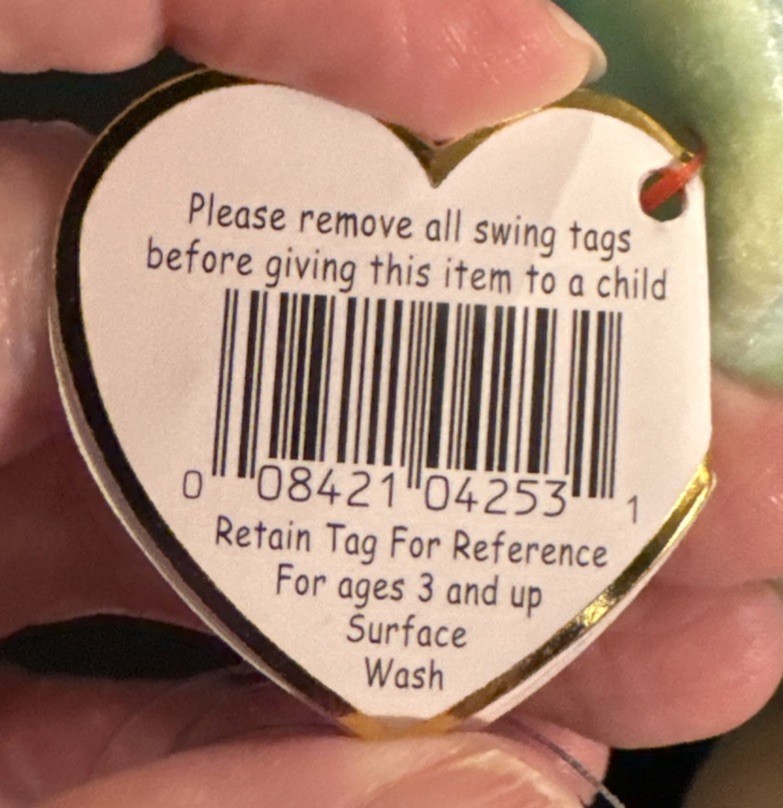 Please remove all swing tags
before giving this item to a child
0 08421 04253 1
Retain Tag For Reference
For ages 3 and up
Surface
Wash